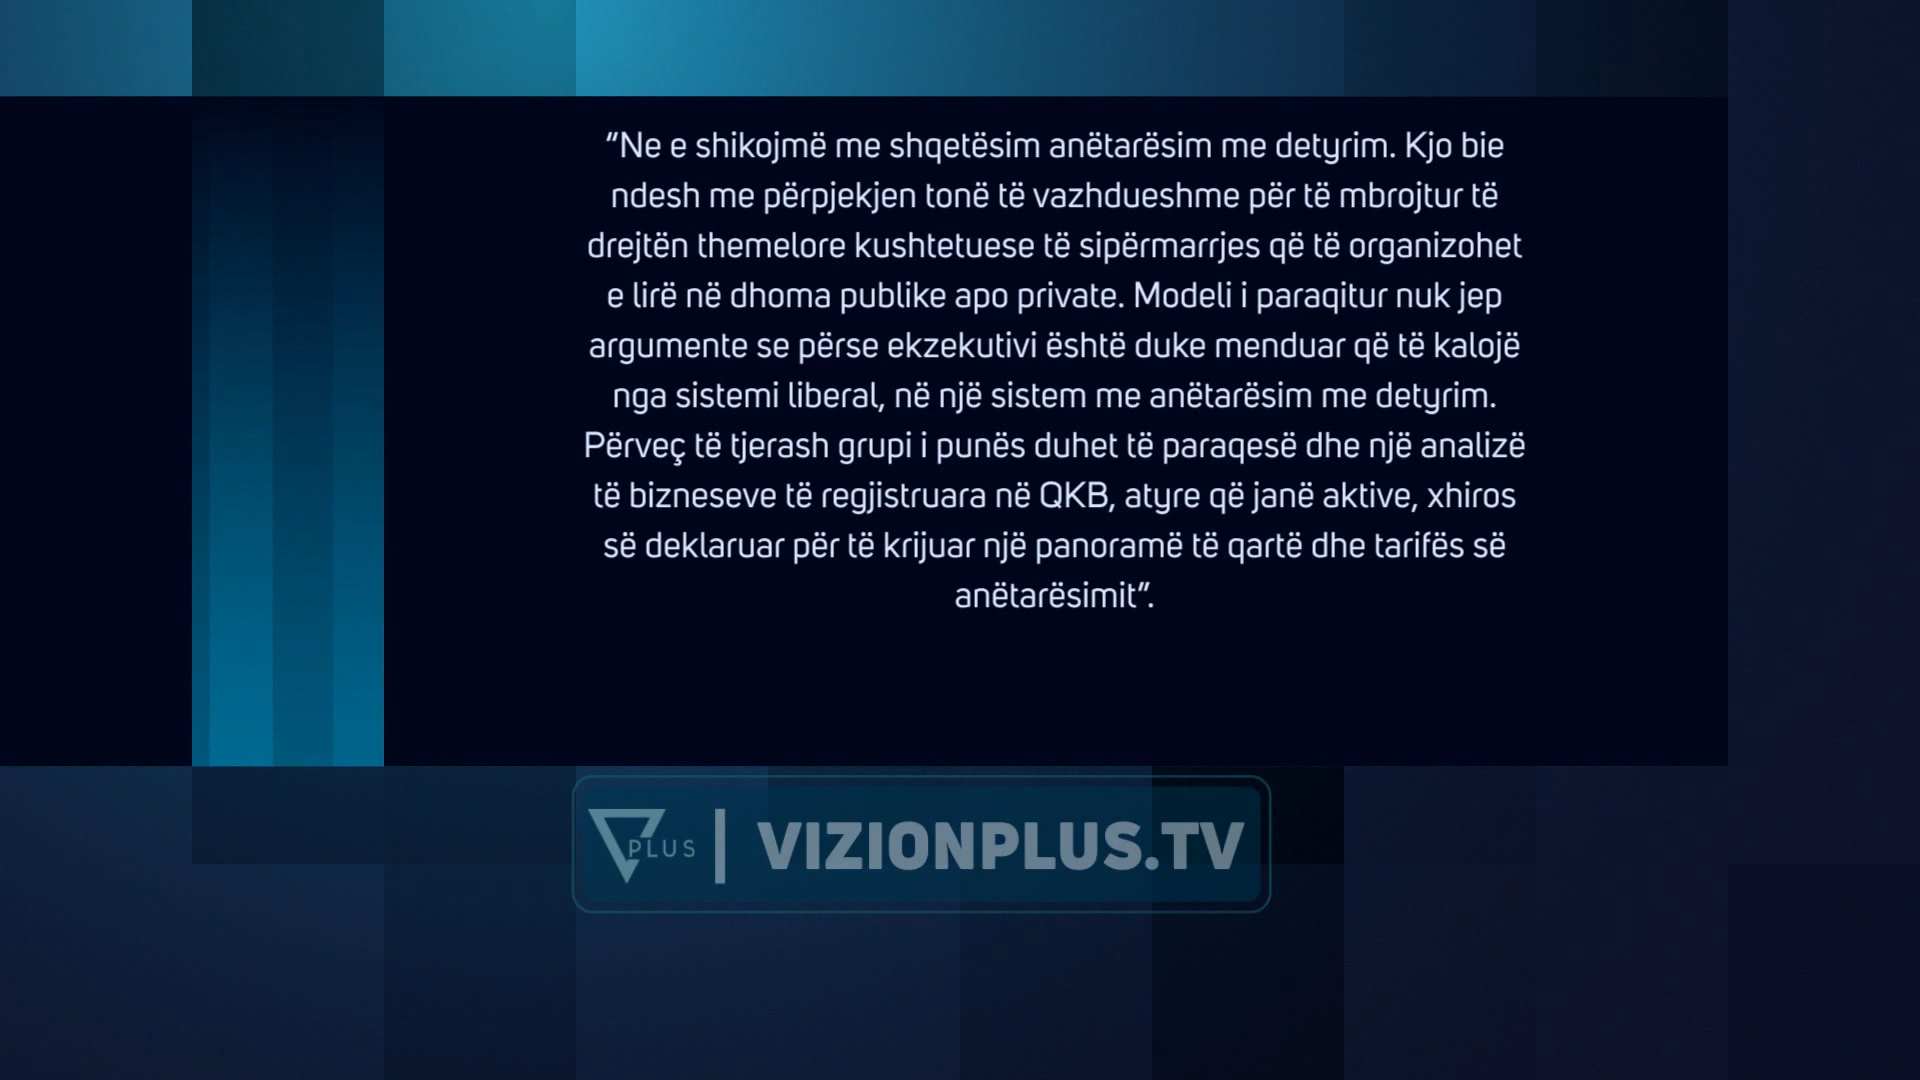 “Ne e shikojmë me shqetësim anëtarësim me detyrim. Kjo bie
ndesh me përpjekjen tonë të vazhdueshme për të mbrojtur të
drejtën themelore kushtetuese të sipërmarrjes që të organizohet
e lirë në dhoma publike apo private. Modeli i paraqitur nuk jep
argumente se përse ekzekutivi është duke menduar që të kalojë
nga sistemi liberal, në një sistem me anëtarësim me detyrim.
Përveç të tjerash grupi i punës duhet të paraqesë dhe një analizë
të bizneseve të regjistruara në QKB, atyre që janë aktive, xhiros
së deklaruar për të krijuar një panoramë të qartë dhe tarifës së
anëtarësimit”.
PLUS | VIZIONPLUS.TV